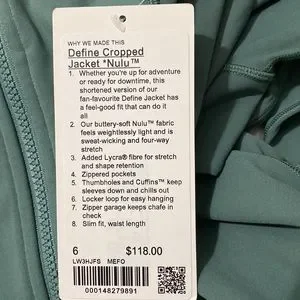 WHY WE MADE THIS
Define Cropped
Jacket *Nulu™
1. Whether you're up for adventure
or ready for downtime, this
shortened version of our
fan-favourite Define Jacket has
a feel-good fit that can do it
all
2. Our buttery-soft Nulu™ fabric
feels weightlessly light and is
sweat-wicking and four-way
stretch
3. Added Lycra® fibre for stretch
and shape retention
4. Zippered pockets
5. Thumbholes and Cuffins™ keep
sleeves down and chills out
6. Locker loop for easy hanging
7. Zipper garage keeps chafe in
check
8. Slim fit, waist length
6 $118.00
LW3HJFS MEFO
000148279891